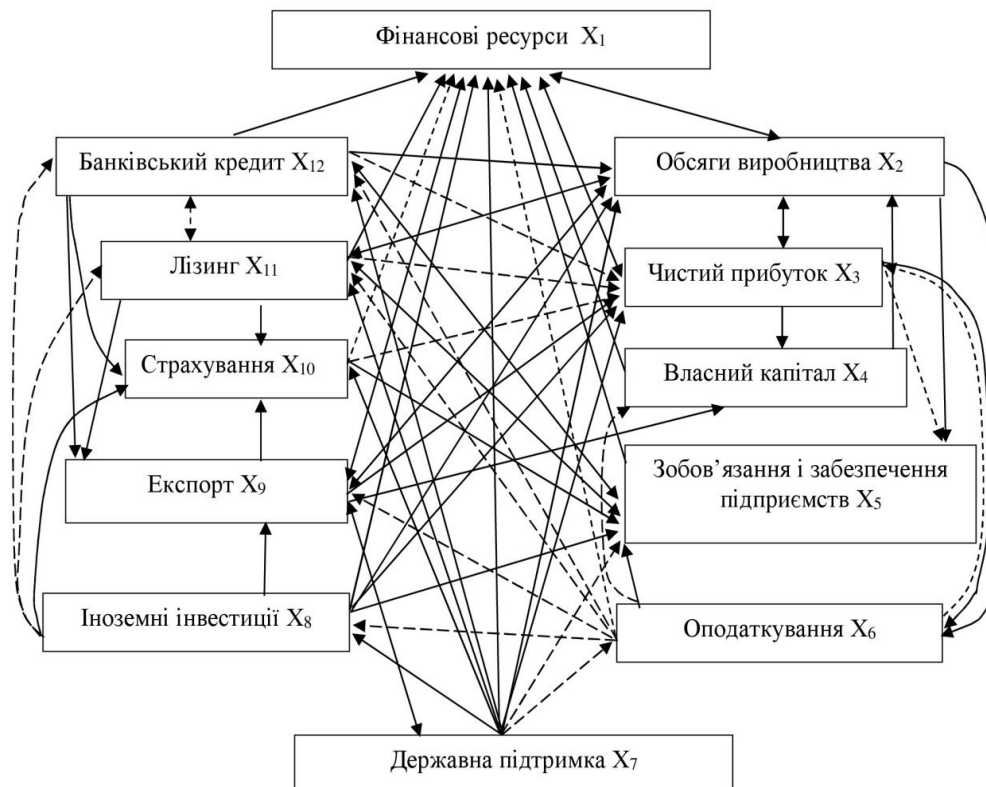 Фінансові ресурси X₁
Банківський кредит X₁₂
Обсяги виробництва X₂
Лізинг X₁₁
Чистий прибуток X₃
Страхування X₁₀
Власний капітал X₄
Експорт X₉
Зобов’язання і забезпечення
підприємств X₅
Іноземні інвестиції X₈
Оподаткування X₆
Державна підтримка X₇